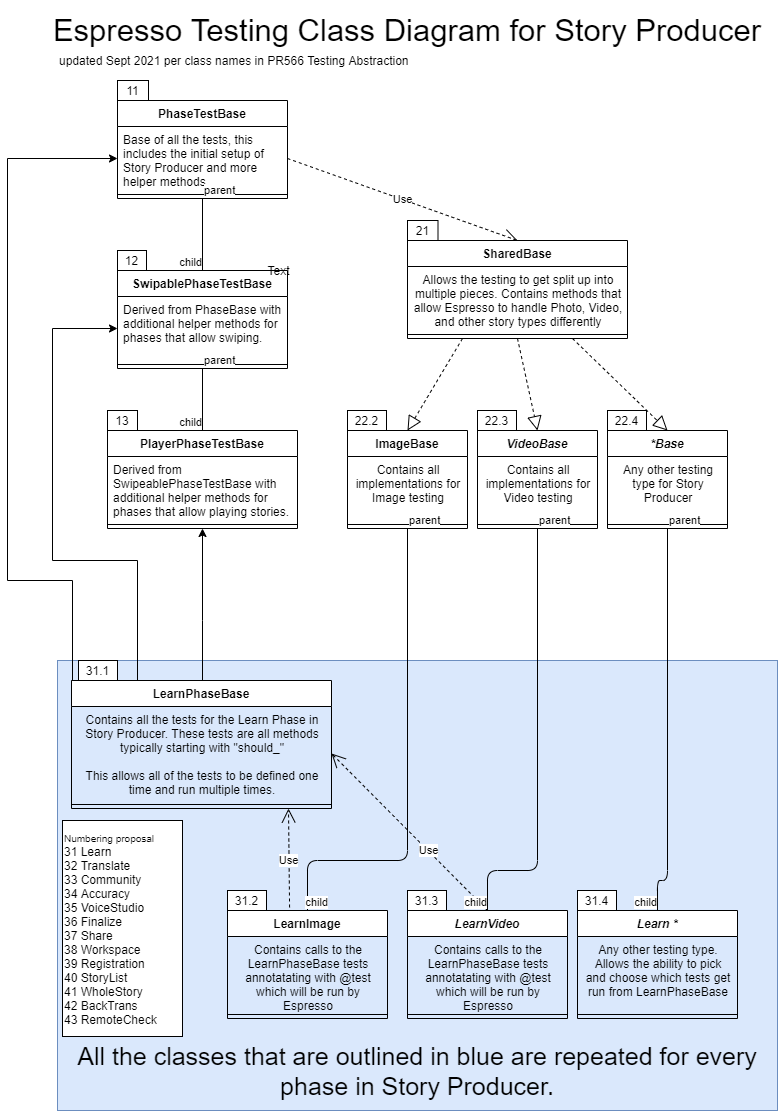 Espresso Testing Class Diagram for Story Producer
updated Sept 2021 per class names in PR566 Testing Abstraction
11
PhaseTestBase
Base of all the tests, this
includes the initial setup of
Story Producer and more
helper methods
parent
Use
21
SharedBase
Allows the testing to get split up into
multiple pieces. Contains methods that
allow Espresso to handle Photo, Video,
and other story types differently
child
12
Text
SwipablePhaseTestBase
Derived from PhaseBase with
additional helper methods for
phases that allow swiping.
parent
child
13
PlayerPhaseTestBase
Derived from
SwipeablePhaseTestBase with
additional helper methods for
phases that allow playing stories.
22.2
ImageBase
Contains all
implementations for
Image testing
parent
22.3
VideoBase
Contains all
implementations for
Video testing
parent
22.4
*Base
Any other testing
type for Story
Producer
parent
31.1
LearnPhaseBase
Contains all the tests for the Learn Phase in
Story Producer. These tests are all methods
typically starting with "should_"
This allows all of the tests to be defined one
time and run multiple times.
Numbering proposal
31 Learn
32 Translate
33 Community
34 Accuracy
35 VoiceStudio
36 Finalize
37 Share
38 Workspace
39 Registration
40 StoryList
41 WholeStory
42 BackTrans
43 RemoteCheck
Use
Use
31.2
child
LearnImage
Contains calls to the
LearnPhaseBase tests
annotatating with @test
which will be run by
Espresso
31.3
child
LearnVideo
Contains calls to the
LearnPhaseBase tests
annotatating with @test
which will be run by
Espresso
31.4
child
Learn *
Any other testing type.
Allows the ability to pick
and choose which tests get
run from LearnPhaseBase
All the classes that are outlined in blue are repeated for every
phase in Story Producer.